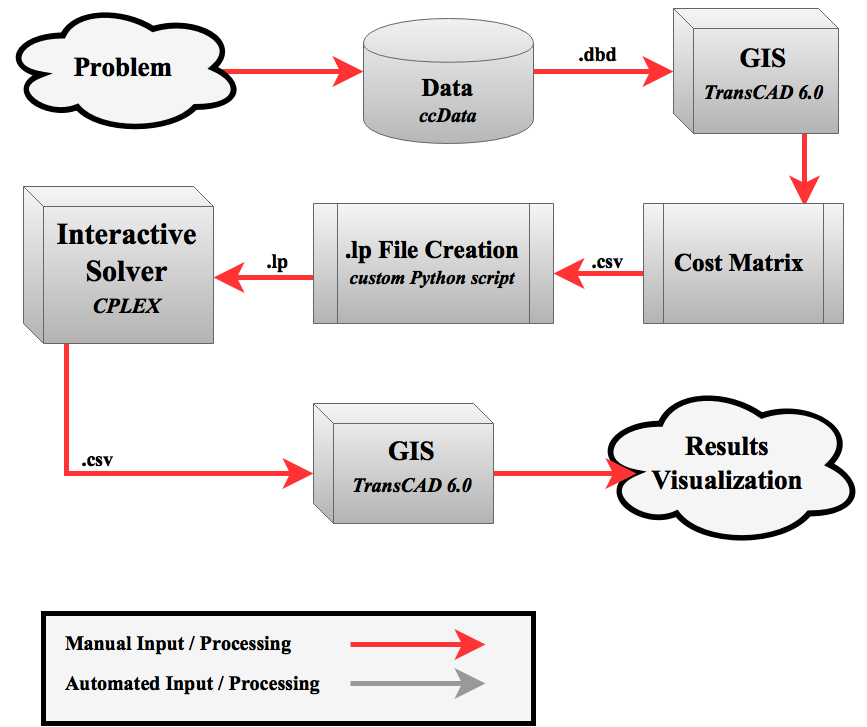 Problem
Data
ccData
.dbd
GIS
TransCAD 6.0
Cost Matrix
.csv
.lp File Creation
custom Python script
.lp
Interactive
Solver
CPLEX
.csv
GIS
TransCAD 6.0
Results
Visualization
Manual Input / Processing
Automated Input / Processing